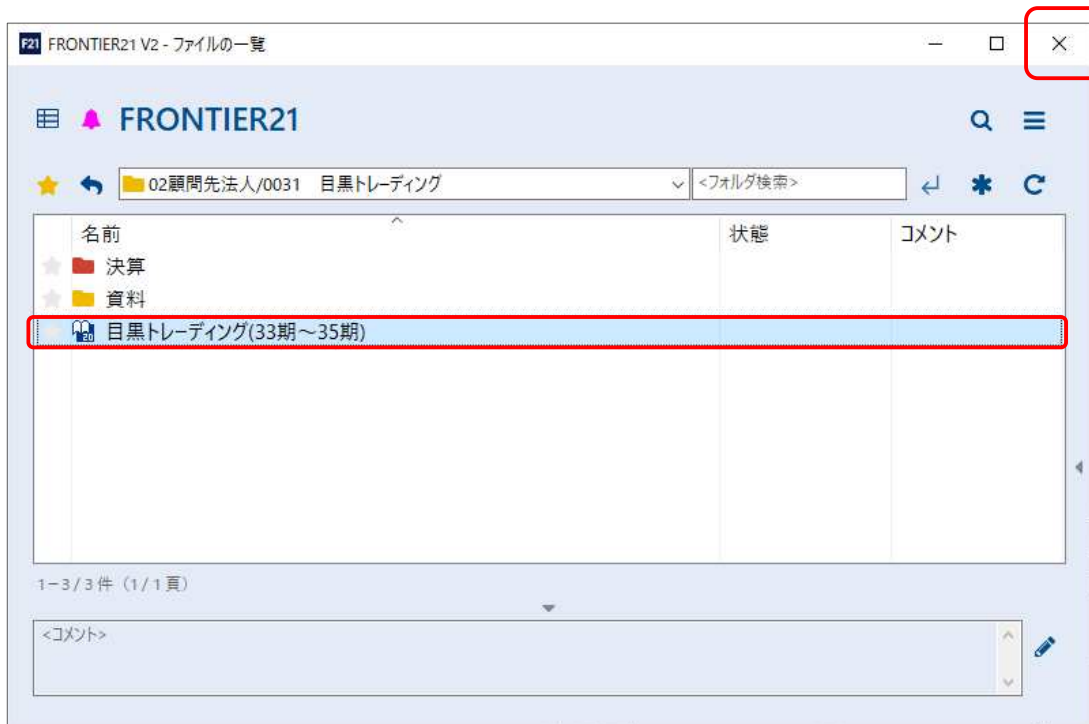 F21 FRONTIER21 V2 - ファイルの一覧
FRONTIER21
02顧問先法人/0031　目黒トレーディング
<フォルダ検索>
名前 状態 コメント
決算
資料
目黒トレーディング(33期～35期)
1-3/3件 (1/1頁)
<コメント>